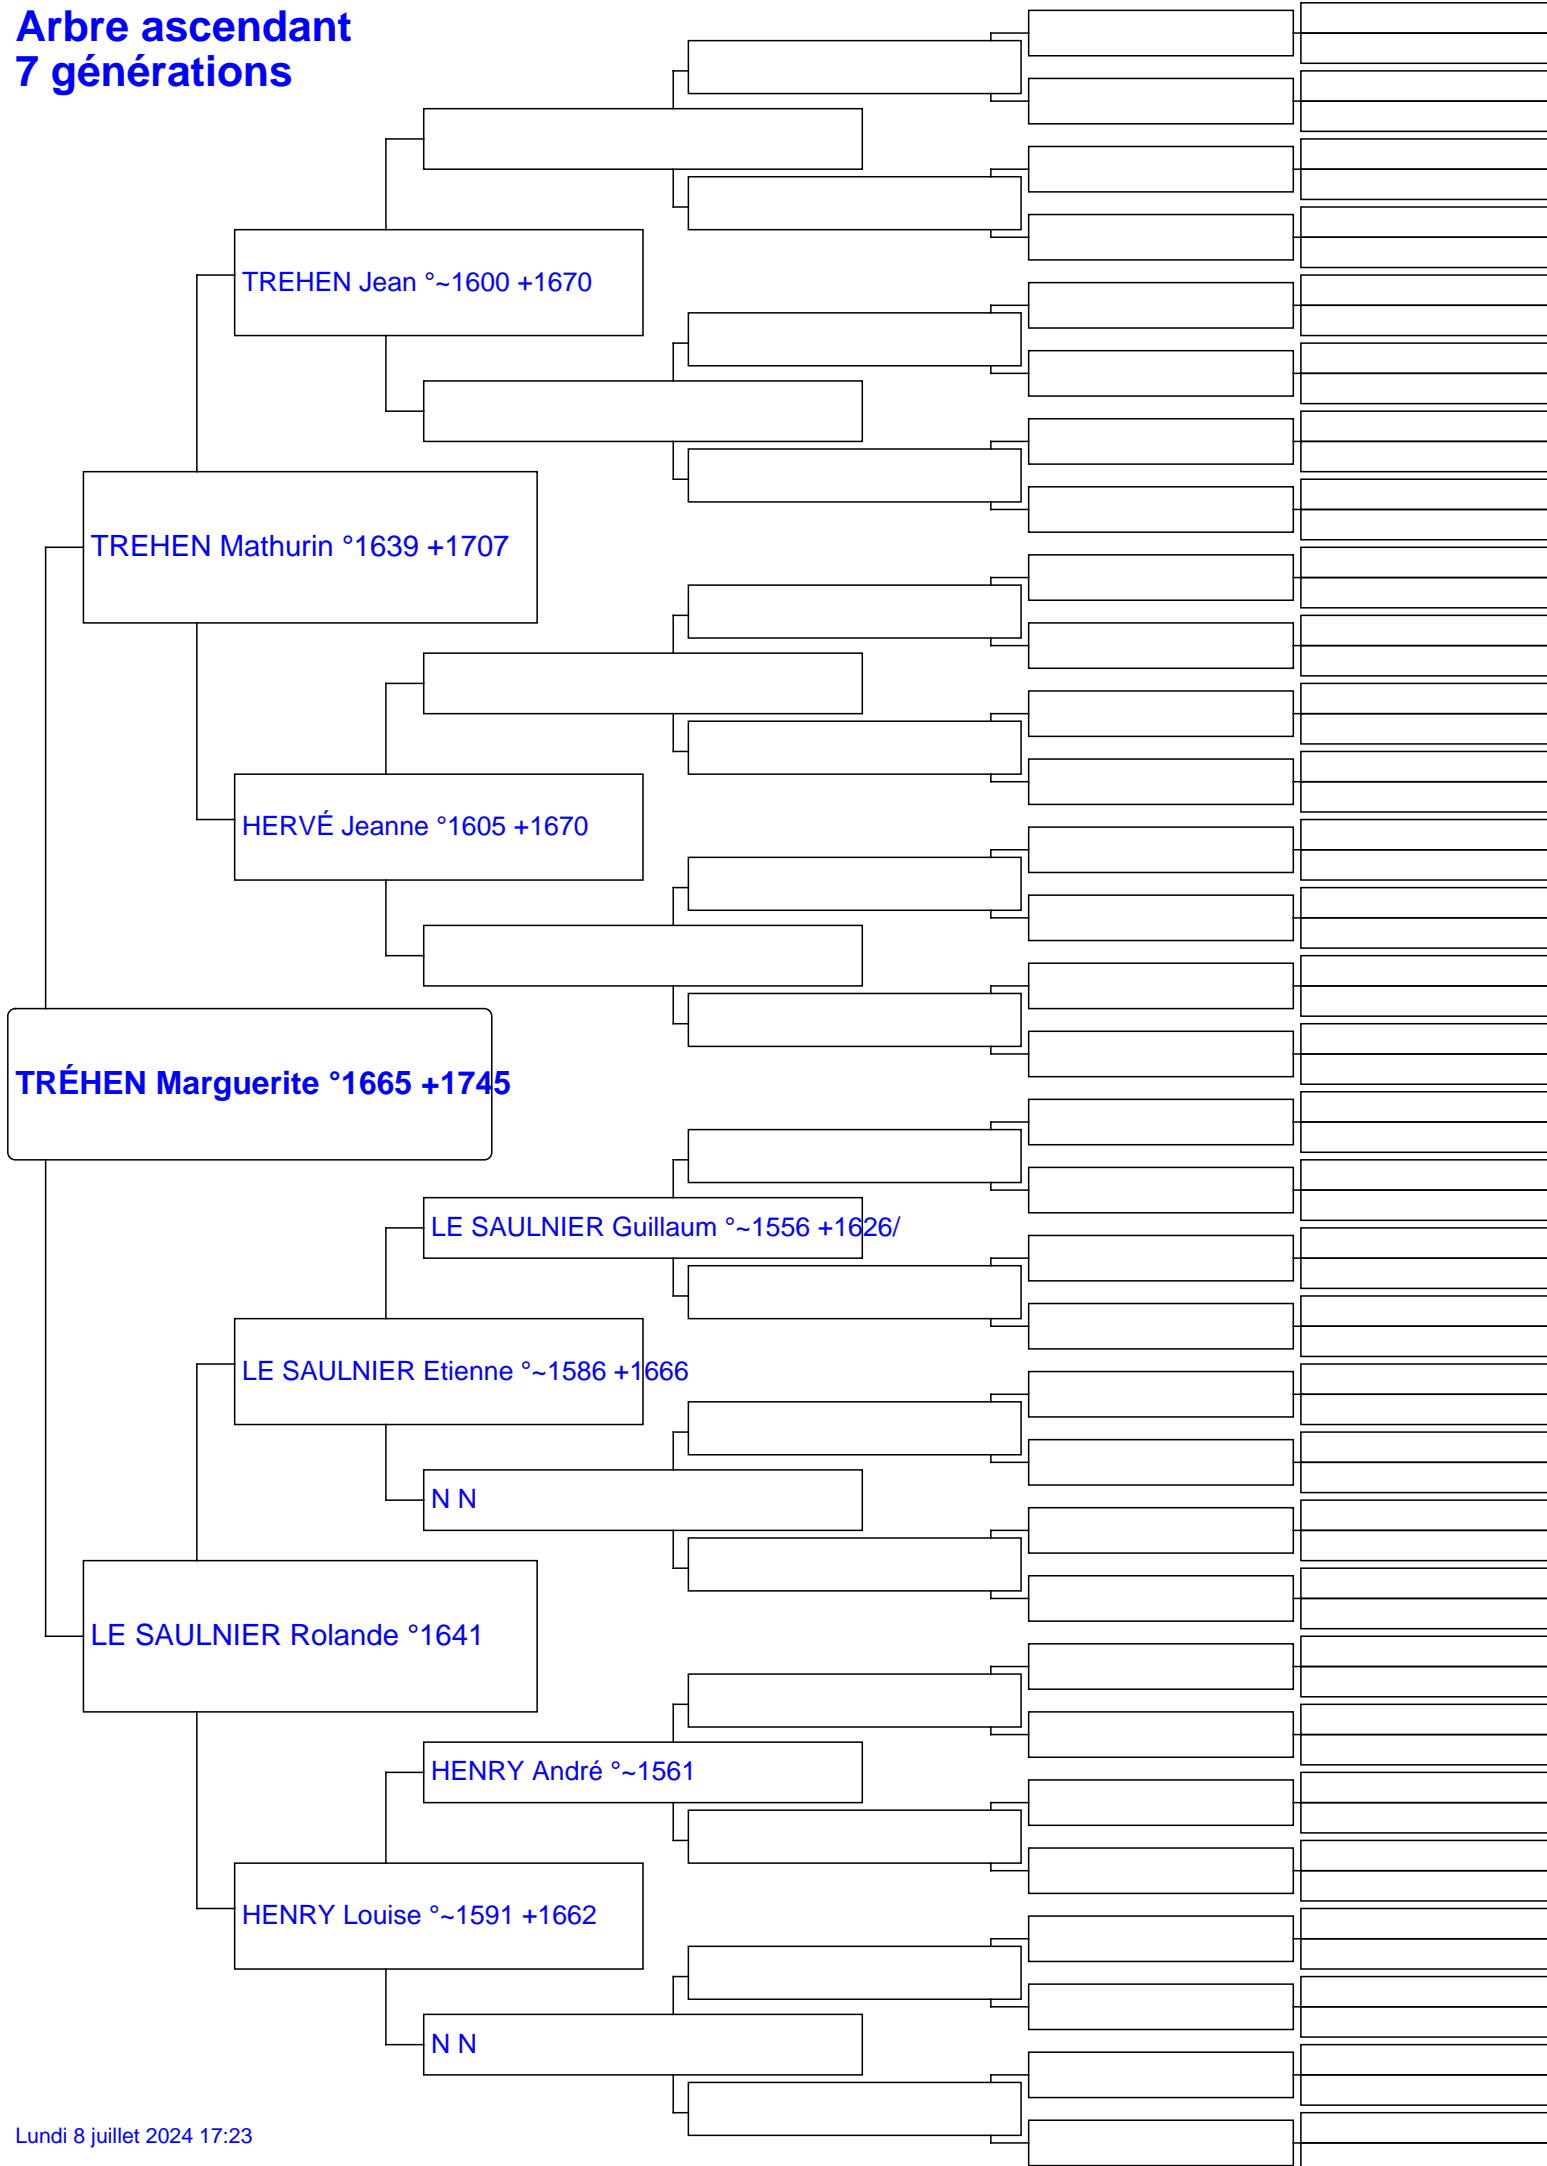 Arbre ascendant
7 générations
TREHEN Jean °~1600 +1670
TREHEN Mathurin °1639 +1707
HERVÉ Jeanne °1605 +1670
TRÉHEN Marguerite °1665 +1745
LE SAULNIER Guillaum °~1556 +1626/
LE SAULNIER Etienne °~1586 +1666
N N
LE SAULNIER Rolande °1641
HENRY André °~1561
HENRY Louise °~1591 +1662
N N
Lundi 8 juillet 2024 17:23